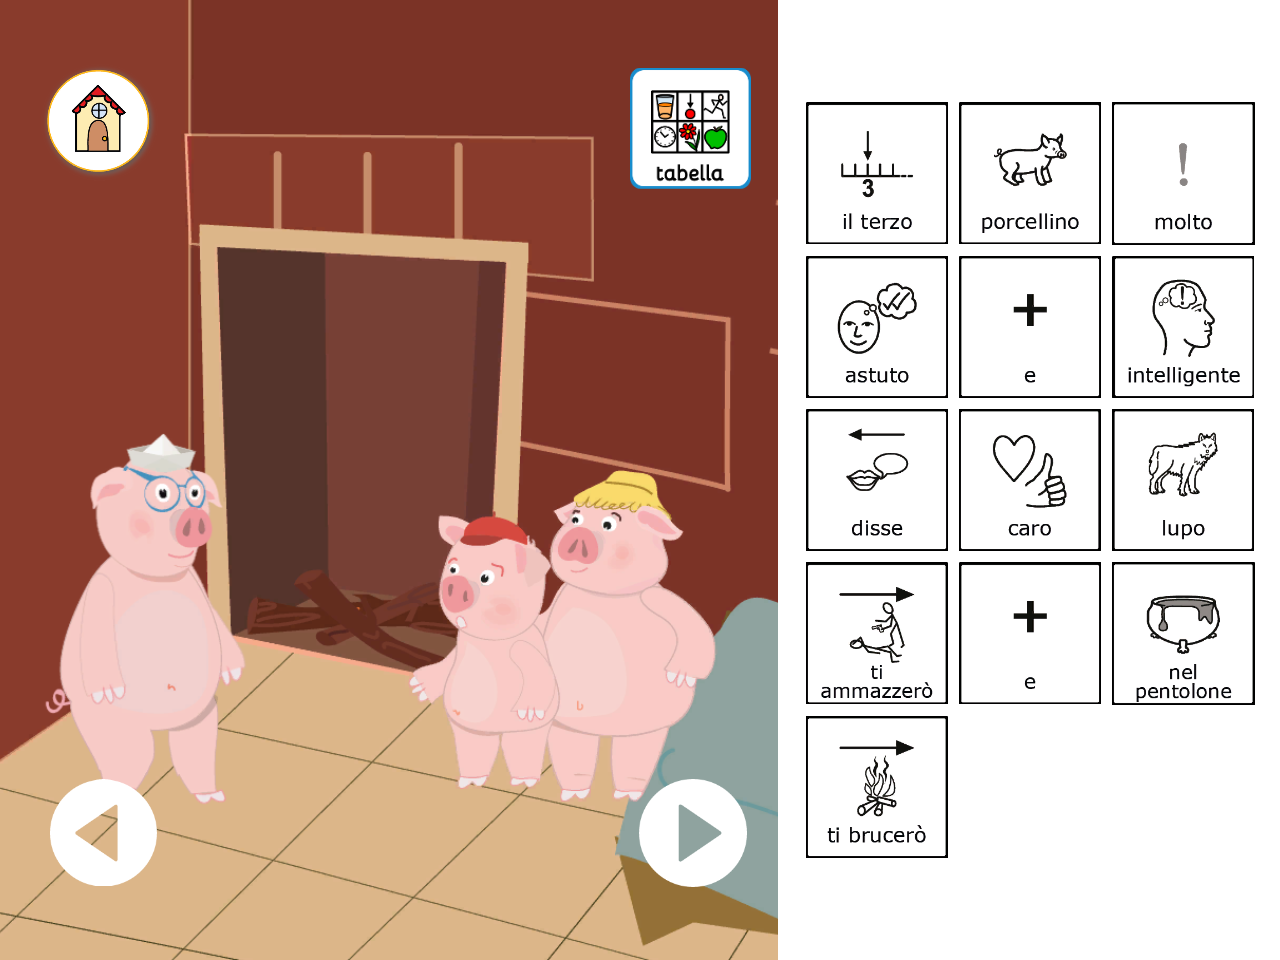 tabella
3
il terzo
porcellino
!
molto
astuto
+
e
!
intelligente
disse
caro
lupo
ti
ammazzerò
+
e
nel
pentolone
ti brucerò